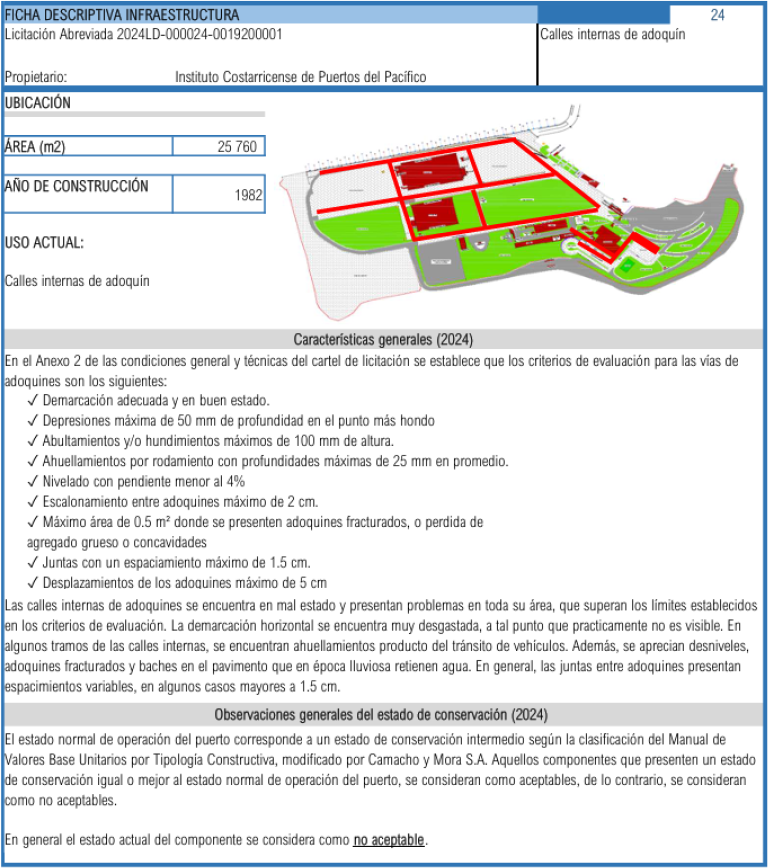 FICHA DESCRIPTIVA INFRAESTRUCTURA
24
Licitación Abreviada 2024LD-000024-0019200001
Calles internas de adoquín
Propietario: Instituto Costarricense de Puertos del Pacífico
UBICACIÓN
ÁREA (m2) 25 760
AÑO DE CONSTRUCCIÓN 1982
USO ACTUAL:
Calles internas de adoquín
Características generales (2024)
En el Anexo 2 de las condiciones general y técnicas del cartel de licitación se establece que los criterios de evaluación para las vías de
adoquines son los siguientes:
✓ Demarcación adecuada y en buen estado.
✓ Depresiones máxima de 50 mm de profundidad en el punto más hondo
✓ Abultamientos y/o hundimientos máximos de 100 mm de altura.
✓ Ahuellamientos por rodamiento con profundidades máximas de 25 mm en promedio.
✓ Nivelado con pendiente menor al 4%
✓ Escalonamiento entre adoquines máximo de 2 cm.
✓ Máximo área de 0.5 m² donde se presenten adoquines fracturados, o perdida de
agregado grueso o concavidades
✓ Juntas con un espaciamiento máximo de 1.5 cm.
✓ Desplazamientos de los adoquines máximo de 5 cm
Las calles internas de adoquines se encuentra en mal estado y presentan problemas en toda su área, que superan los límites establecidos
en los criterios de evaluación. La demarcación horizontal se encuentra muy desgastada, a tal punto que practicamente no es visible. En
algunos tramos de las calles internas, se encuentran ahuellamientos producto del tránsito de vehículos. Además, se aprecian desniveles,
adoquines fracturados y baches en el pavimento que en época lluviosa retienen agua. En general, las juntas entre adoquines presentan
espacimientos variables, en algunos casos mayores a 1.5 cm.
Observaciones generales del estado de conservación (2024)
El estado normal de operación del puerto corresponde a un estado de conservación intermedio según la clasificación del Manual de
Valores Base Unitarios por Tipología Constructiva, modificado por Camacho y Mora S.A. Aquellos componentes que presenten un estado
de conservación igual o mejor al estado normal de operación del puerto, se consideran como aceptables, de lo contrario, se consideran
como no aceptables.
En general el estado actual del componente se considera como no aceptable.